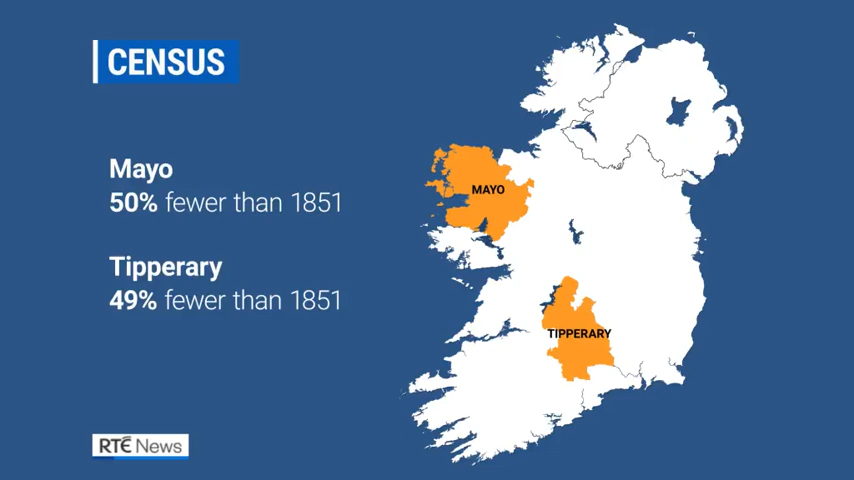 CENSUS
Mayo
50% fewer than 1851
Tipperary
49% fewer than 1851
MAYO
TIPPERARY
RTÉ News